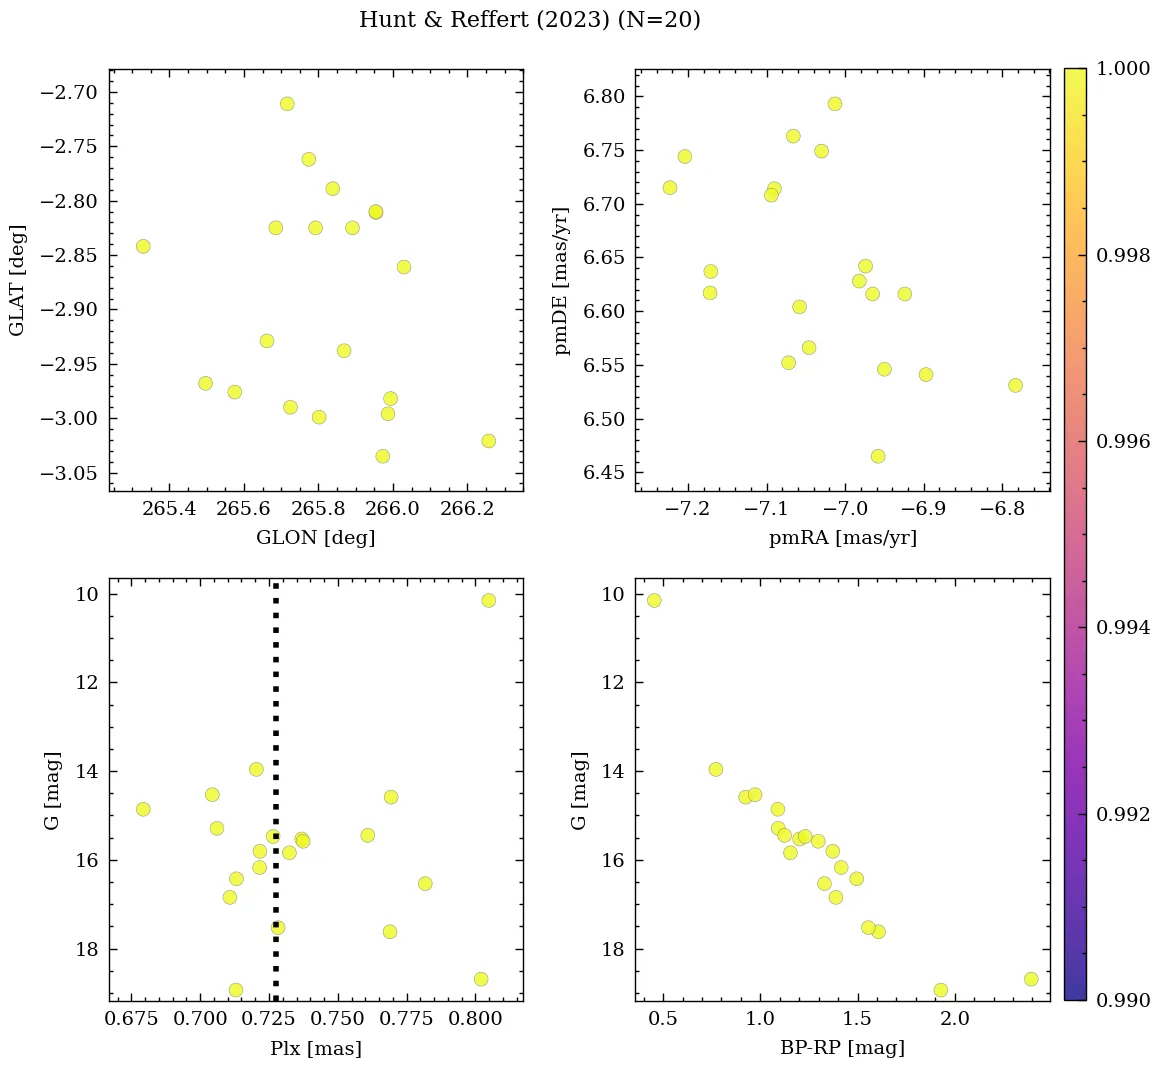 Hunt & Reffert (2023) (N=20)
−2.70
−2.75
−2.80
−2.85
−2.90
−2.95
−3.00
−3.05
GLAT [deg]
265.4 265.6 265.8 266.0 266.2
GLON [deg]
6.80
6.75
6.70
6.65
6.60
6.55
6.50
6.45
pmDE [mas/yr]
−7.2 −7.1 −7.0 −6.9 −6.8
pmRA [mas/yr]
10
12
14
16
18
G [mag]
0.675 0.700 0.725 0.750 0.775 0.800
Plx [mas]
10
12
14
16
18
G [mag]
0.5 1.0 1.5 2.0
BP-RP [mag]
1.000
0.998
0.996
0.994
0.992
0.990